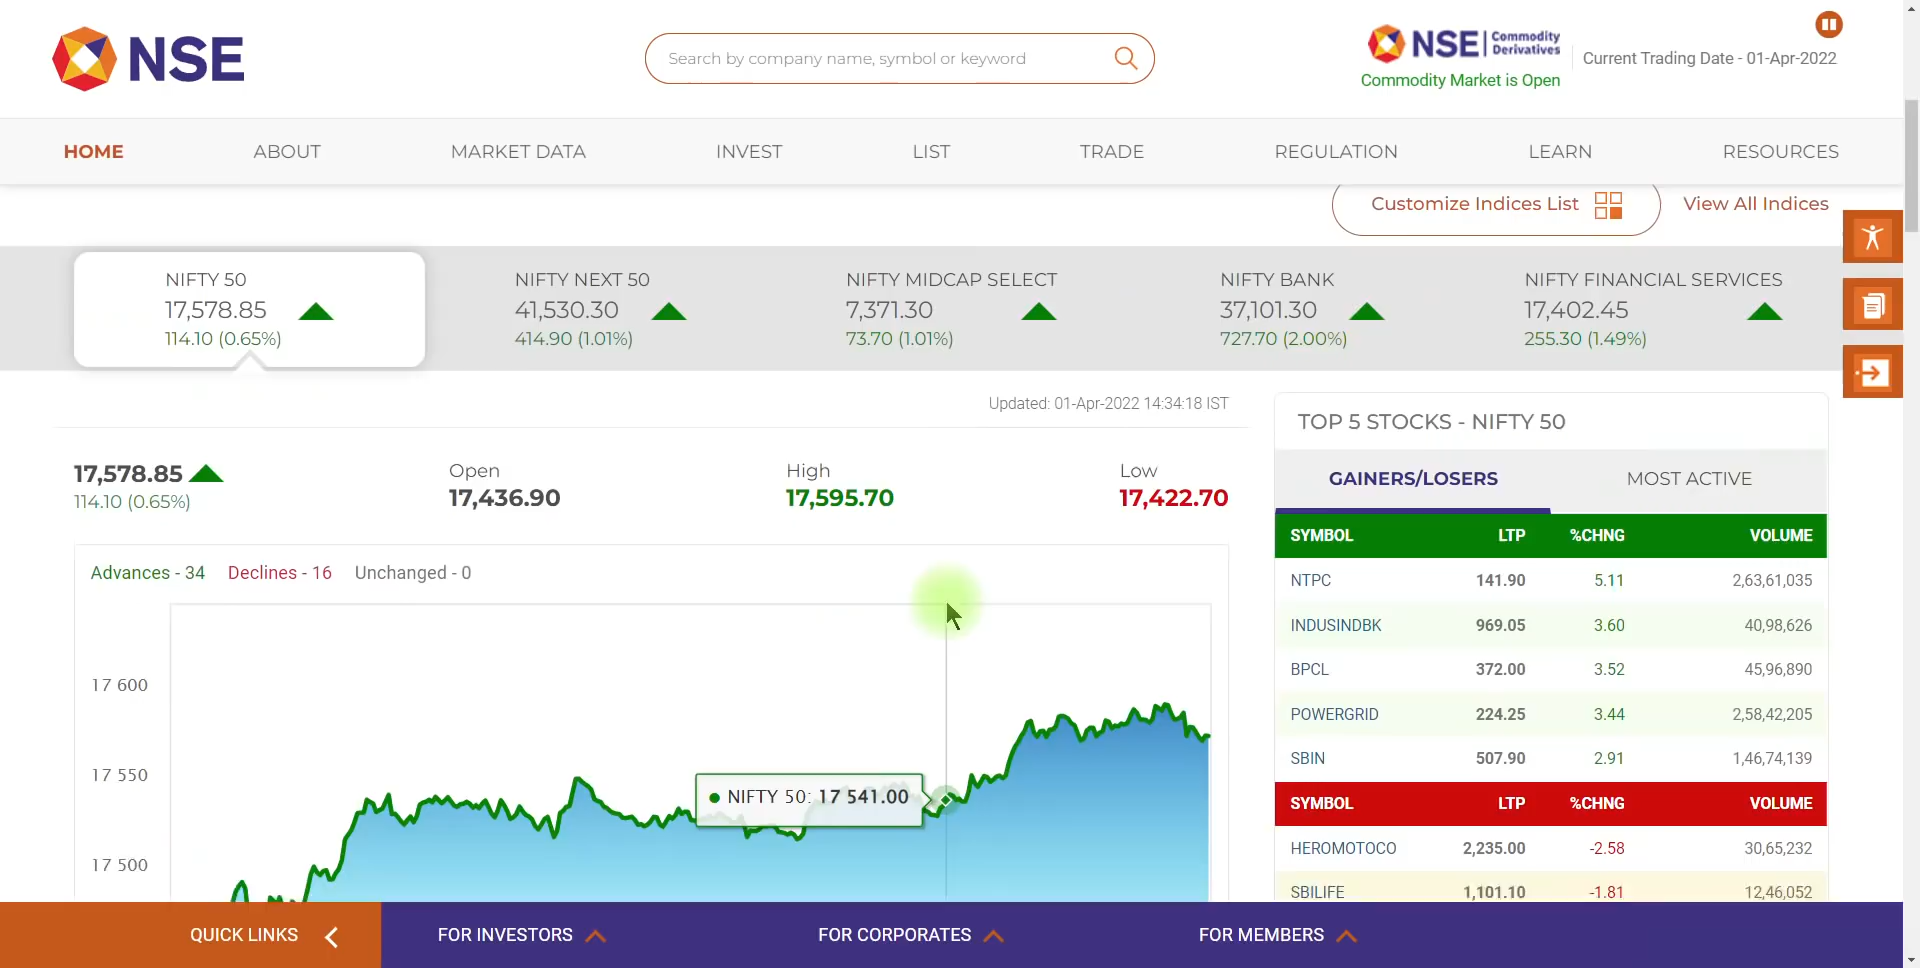 NSE
Search by company name, symbol or keyword
NSE Commodity Derivatives
Commodity Market is Open
Current Trading Date - 01-Apr-2022
HOME ABOUT MARKET DATA INVEST LIST TRADE REGULATION LEARN RESOURCES
Customize Indices List View All Indices
NIFTY 50 NIFTY NEXT 50 NIFTY MIDCAP SELECT NIFTY BANK NIFTY FINANCIAL SERVICES
17,578.85 41,530.30 7,371.30 37,101.30 17,402.45
114.10 (0.65%) 414.90 (1.01%) 73.70 (1.01%) 727.70 (2.00%) 255.30 (1.49%)
Updated: 01-Apr-2022 14:34:18 IST
17,578.85 Open High Low
114.10 (0.65%) 17,436.90 17,595.70 17,422.70
Advances - 34 Declines - 16 Unchanged - 0
17 600
17 550
NIFTY 50: 17 541.00
17 500
TOP 5 STOCKS - NIFTY 50
GAINERS/LOSERS MOST ACTIVE
SYMBOL LTP %CHNG VOLUME
NTPC 141.90 5.11 2,63,61,035
INDUSINDBK 969.05 3.60 40,98,626
BPCL 372.00 3.52 45,96,890
POWERGRID 224.25 3.44 2,58,42,205
SBIN 507.90 2.91 1,46,74,139
SYMBOL LTP %CHNG VOLUME
HEROMOTOCO 2,235.00 -2.58 30,65,232
SBILIFE 1,101.10 -1.81 12,46,052
QUICK LINKS FOR INVESTORS FOR CORPORATES FOR MEMBERS